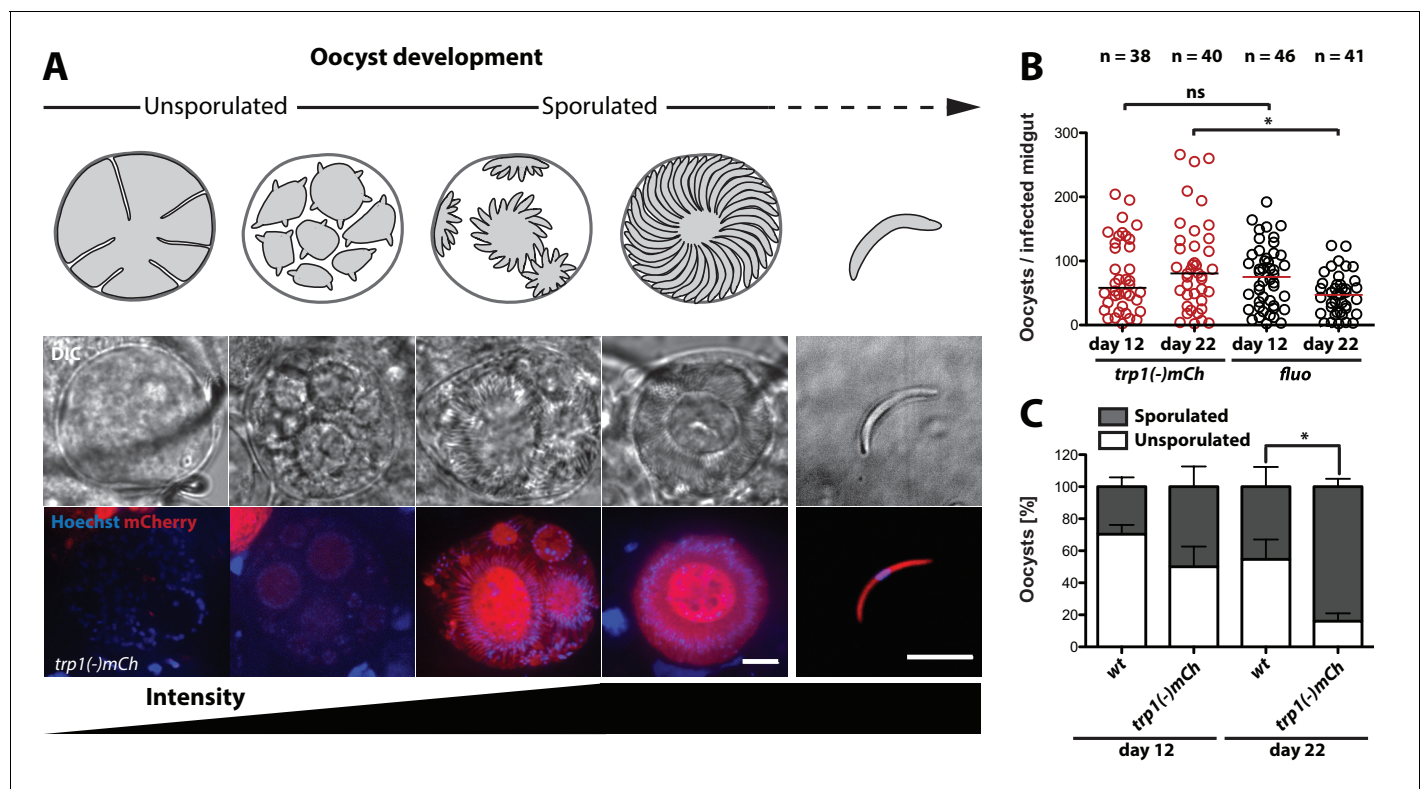 A
Oocyst development
Unsporulated
Sporulated
DIC
Hoechst mCherry
trp1(-)mCh
Intensity
B
n = 38 n = 40 n = 46 n = 41
ns
*
Oocysts / infected midgut
300
200
100
0
day 12 day 22 day 12 day 22
trp1(-)mCh fluo
C
Sporulated
Unsporulated
*
Oocysts [%]
120
100
80
60
40
20
0
wt trp1(-)mCh wt trp1(-)mCh
day 12 day 22